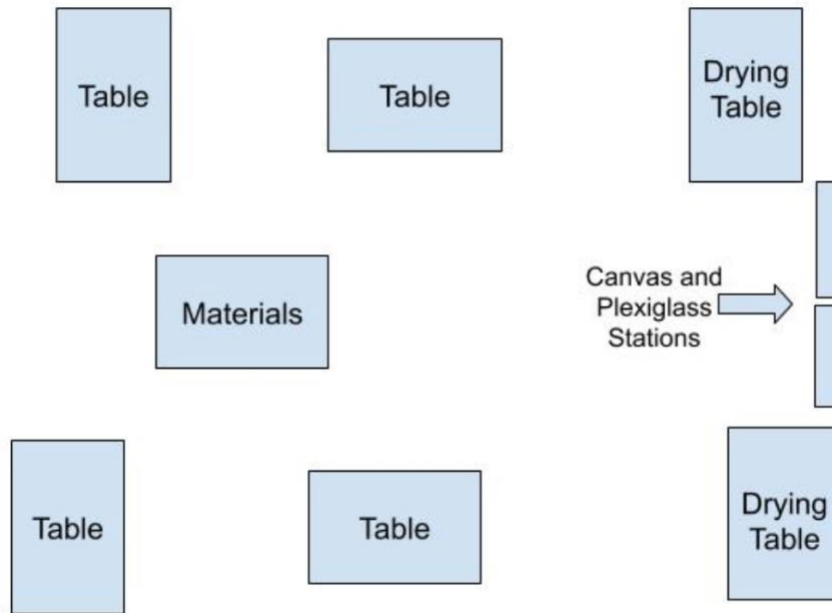 Table
Table
Drying
Table
Materials
Canvas and
Plexiglass
Stations
Table
Table
Drying
Table